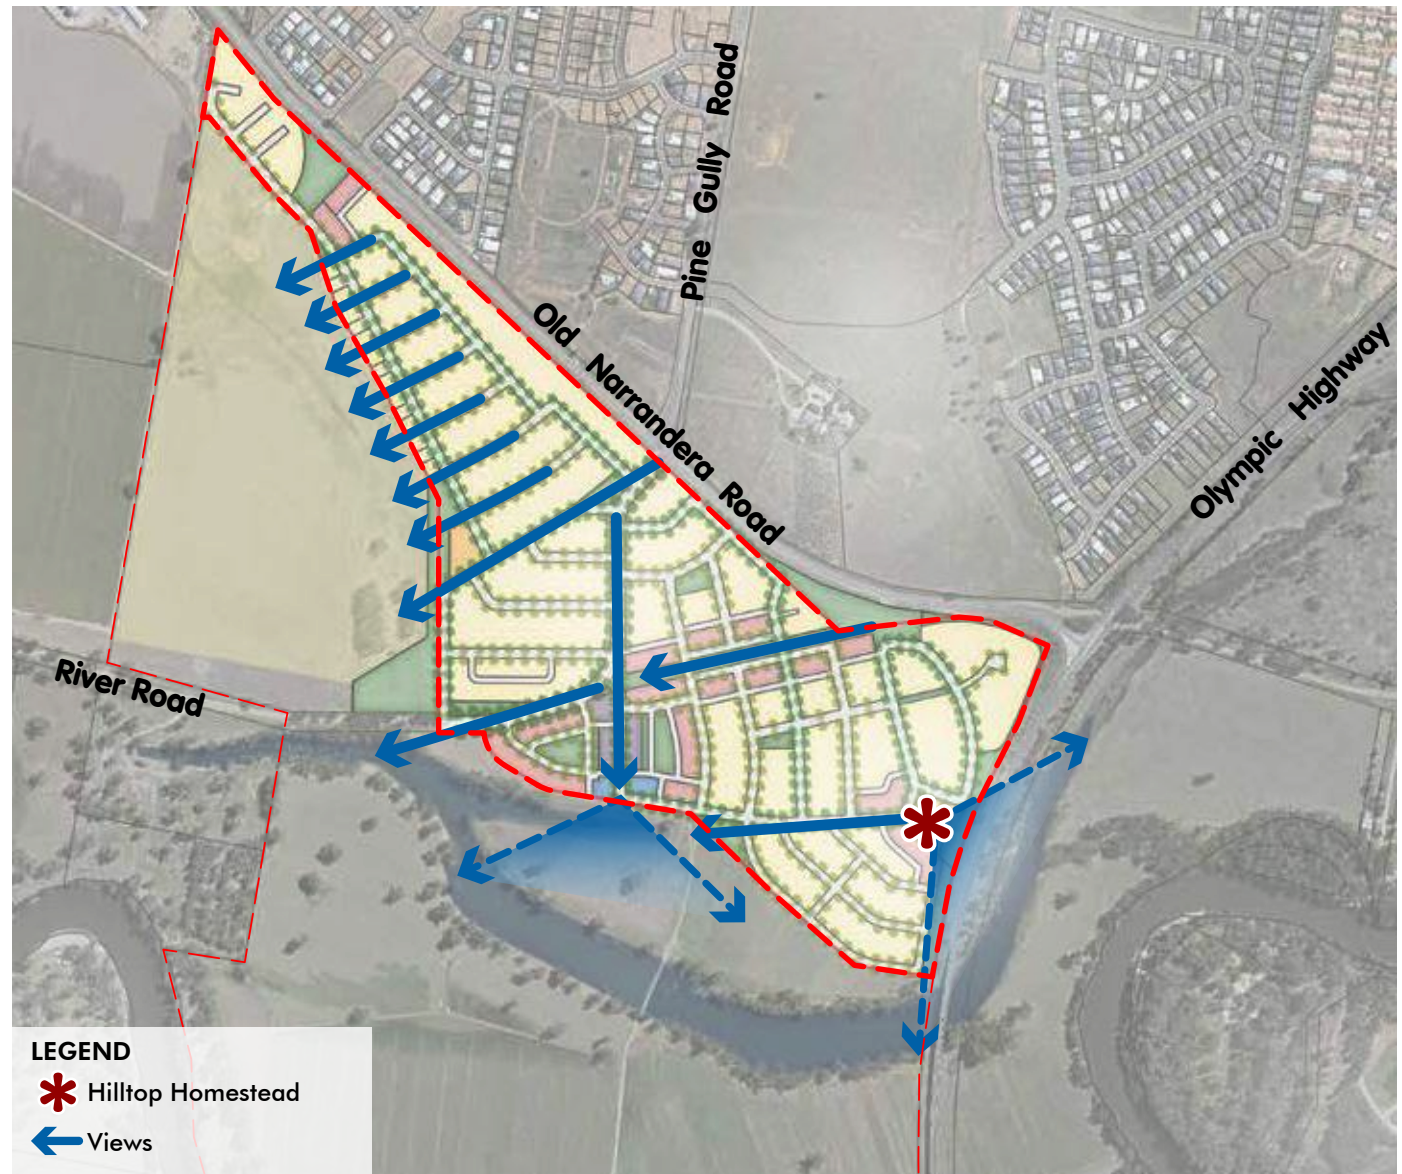 Pine Gully Road
Old Narrandera Road
Olympic Highway
River Road
LEGEND
Hilltop Homestead
Views